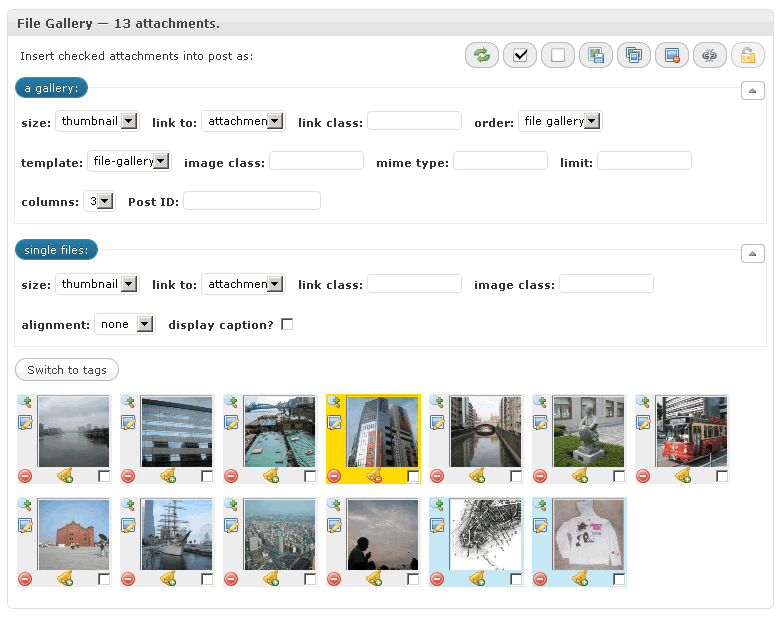 File Gallery — 13 attachments.
Insert checked attachments into post as:
a gallery:
size: thumbnail link to: attachmen link class: order: file gallery
template: file-gallery image class: mime type: limit:
columns: 3 Post ID:
single files:
size: thumbnail link to: attachmen link class: image class:
alignment: none display caption?
Switch to tags